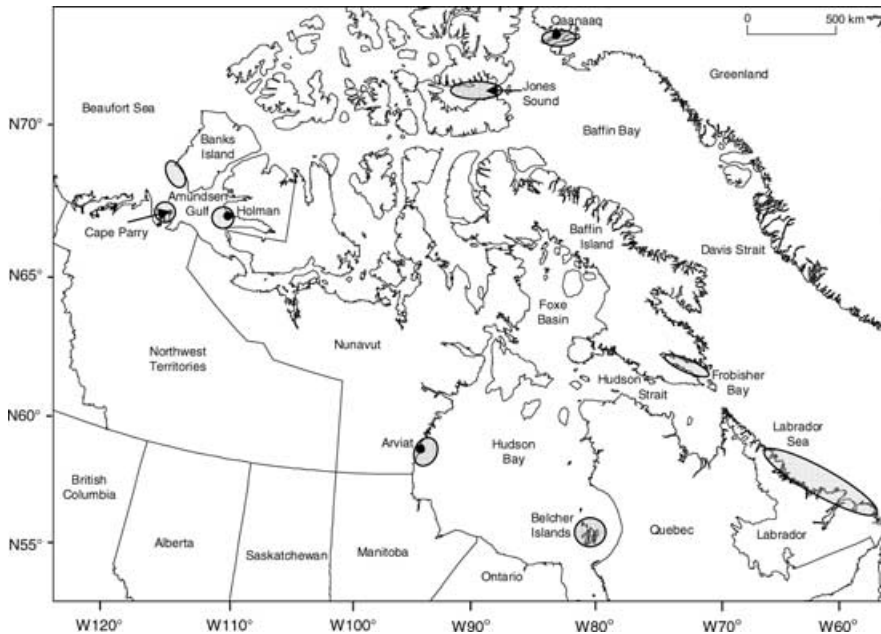 Qaanaaq
0
500 km
Greenland
Jones
Sound
Beaufort Sea
Baffin Bay
N70°
Banks
Island
Amundsen
Gulf
Holman
Cape Parry
Baffin
Island
Davis Strait
N65°
Foxe
Basin
Northwest
Territories
Nunavut
Hudson
Strait
Frobisher
Bay
N60°
Arviat
Hudson
Bay
Labrador
Sea
British
Columbia
Belcher
Islands
Quebec
Labrador
N55°
Alberta
Saskatchewan
Manitoba
Ontario
W120°
W110°
W100°
W90°
W80°
W70°
W60°